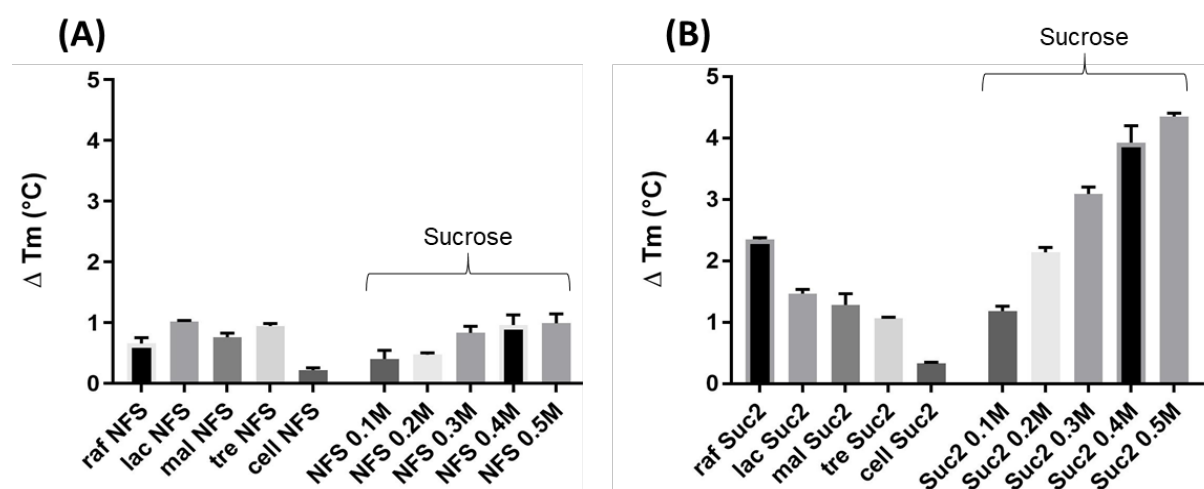 (A)
5
4
3
2
1
0
Δ Tm (°C)
Sucrose
raf NFS
lac NFS
mal NFS
tre NFS
cell NFS
NFS 0.1M
NFS 0.2M
NFS 0.3M
NFS 0.4M
NFS 0.5M
(B)
5
4
3
2
1
0
Δ Tm (°C)
Sucrose
raf Suc2
lac Suc2
mal Suc2
tre Suc2
cell Suc2
Suc2 0.1M
Suc2 0.2M
Suc2 0.3M
Suc2 0.4M
Suc2 0.5M